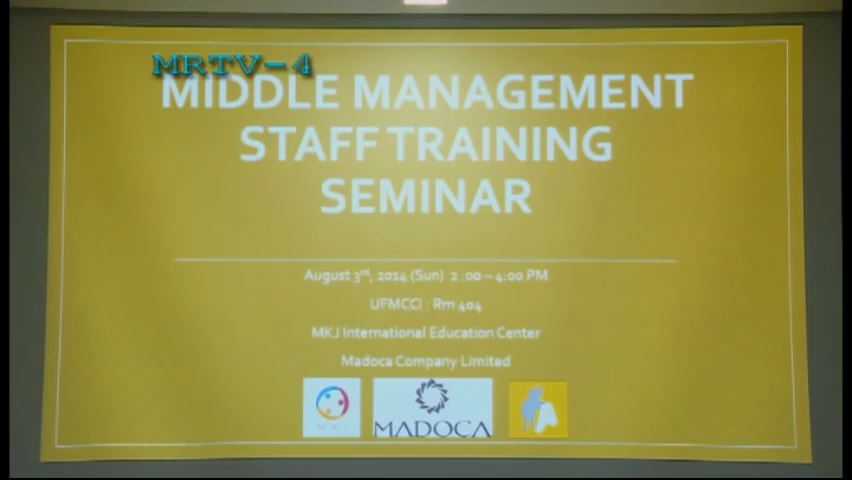 MRTV-4
MIDDLE MANAGEMENT
STAFF TRAINING
SEMINAR
August 3rd, 2014 (Sun) 2 :00 – 4:00 PM
UFMCCI : Rm 404
MKJ International Education Center
Madoca Company Limited
MKJ
MADOCA
A